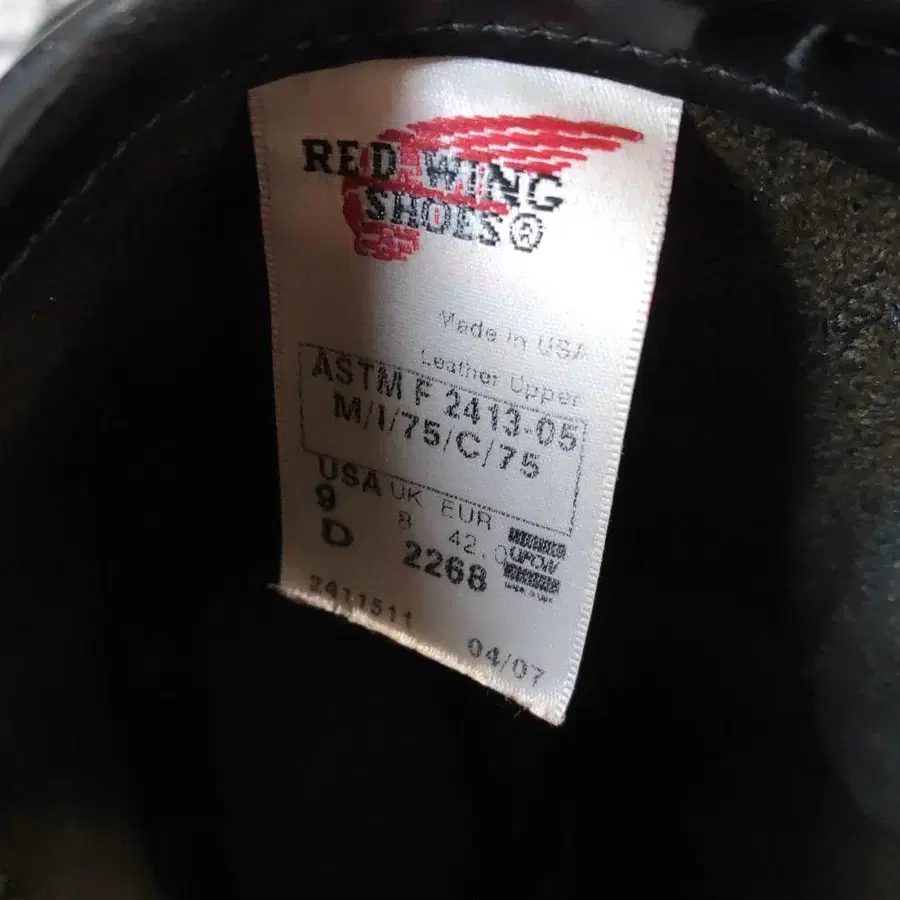 RED WING
SHOES®
Made in USA
Leather Upper
ASTM F 2413-05
M/I/75/C/75
USA UK EUR
9 8 42.0
D 2268
UFCW
2411511
04/07